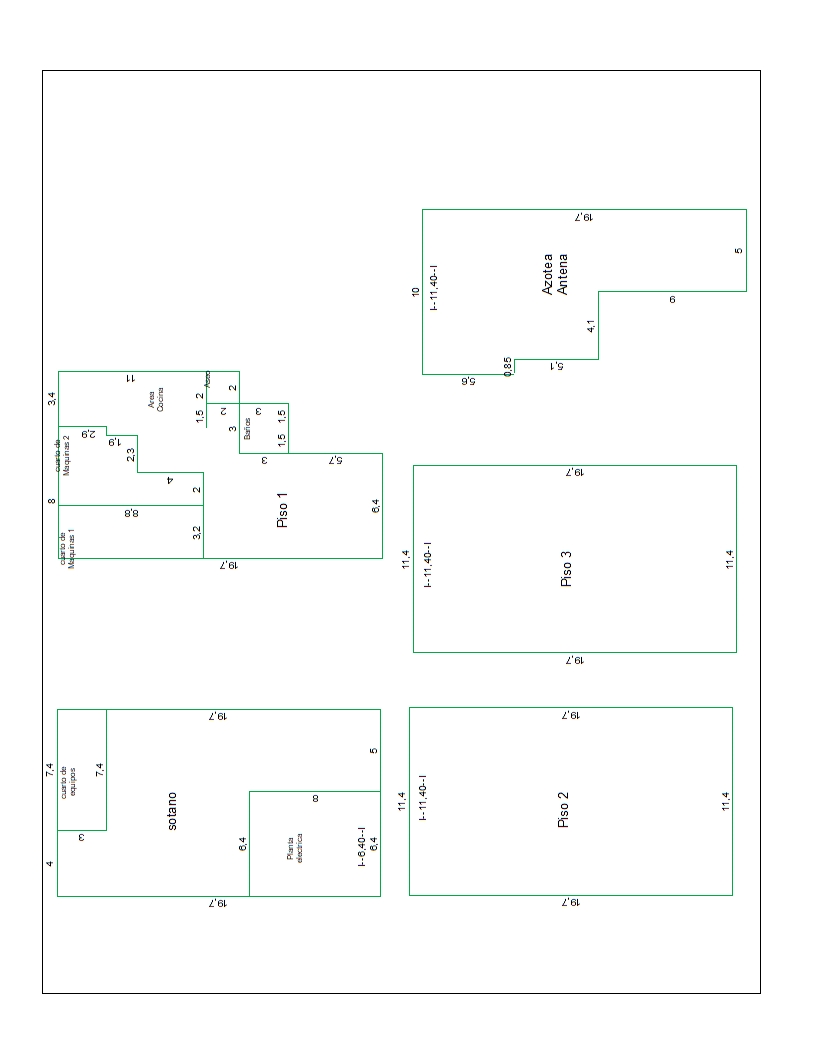 19,7
10
I--11,40--I
Azotea
Antena
5
9
4,1
0,85
5,1
5,6
3,4
11
Area
Cocina
Aseo
2
2
1,5
2
3
3
Baños
1,5
1,5
3
5,7
2,9
1,9
2,3
4
2
cuarto de
Maquinas 2
8
8,8
cuarto de
Maquinas 1
3,2
Piso 1
6,4
19,7
19,7
11,4
I--11,40--I
Piso 3
11,4
19,7
19,7
7,4
cuarto de
equipos
7,4
3
4
sotano
5
8
6,4
Planta
electrica
I--6,40--I
6,4
19,7
19,7
11,4
I--11,40--I
Piso 2
11,4
19,7